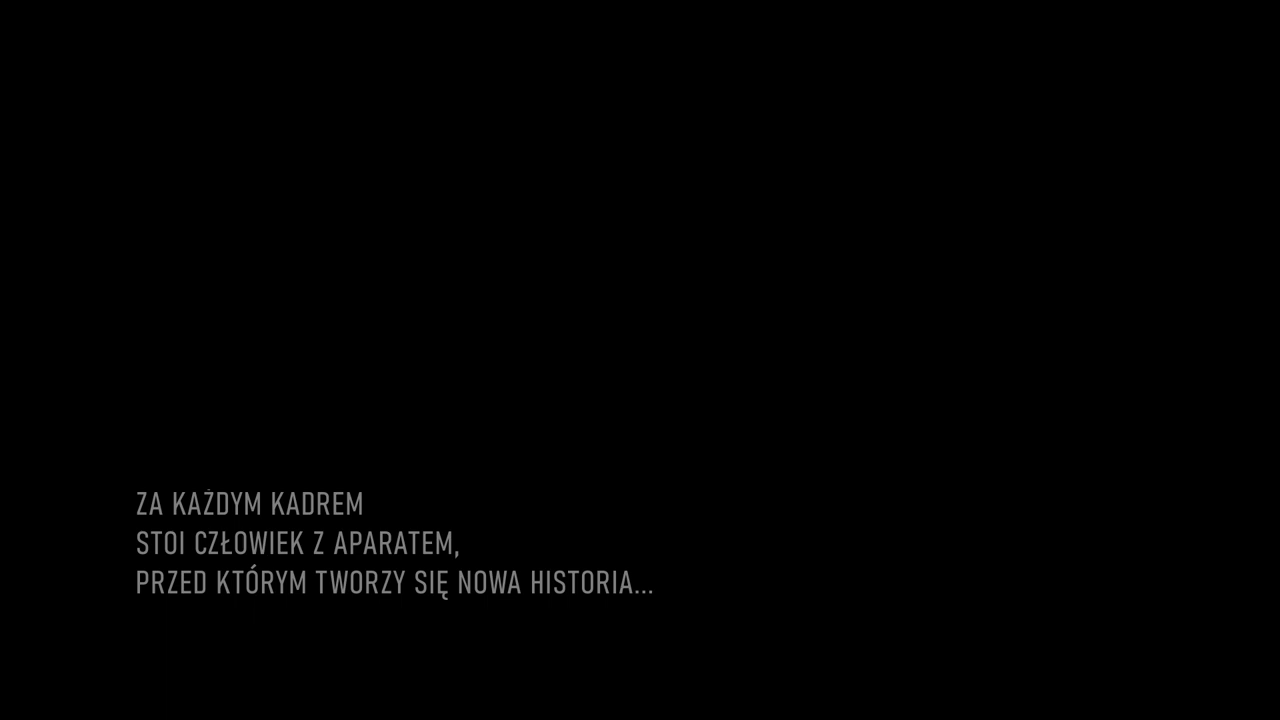 ZA KAŻDYM KADREM
STOI CZŁOWIEK Z APARATEM,
PRZED KTÓRYM TWORZY SIĘ NOWA HISTORIA...